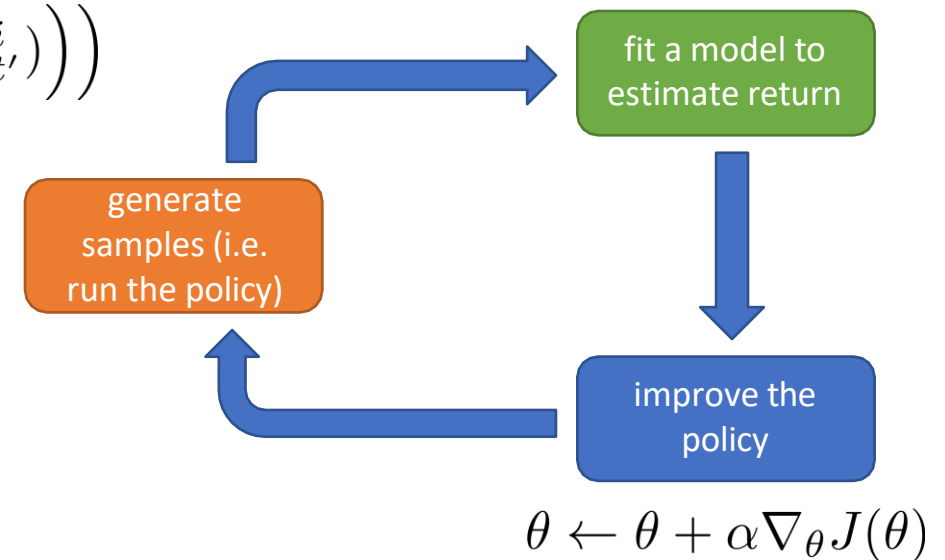 t′)))
fit a model to
estimate return
generate
samples (i.e.
run the policy)
improve the
policy
θ ← θ + α∇θJ(θ)